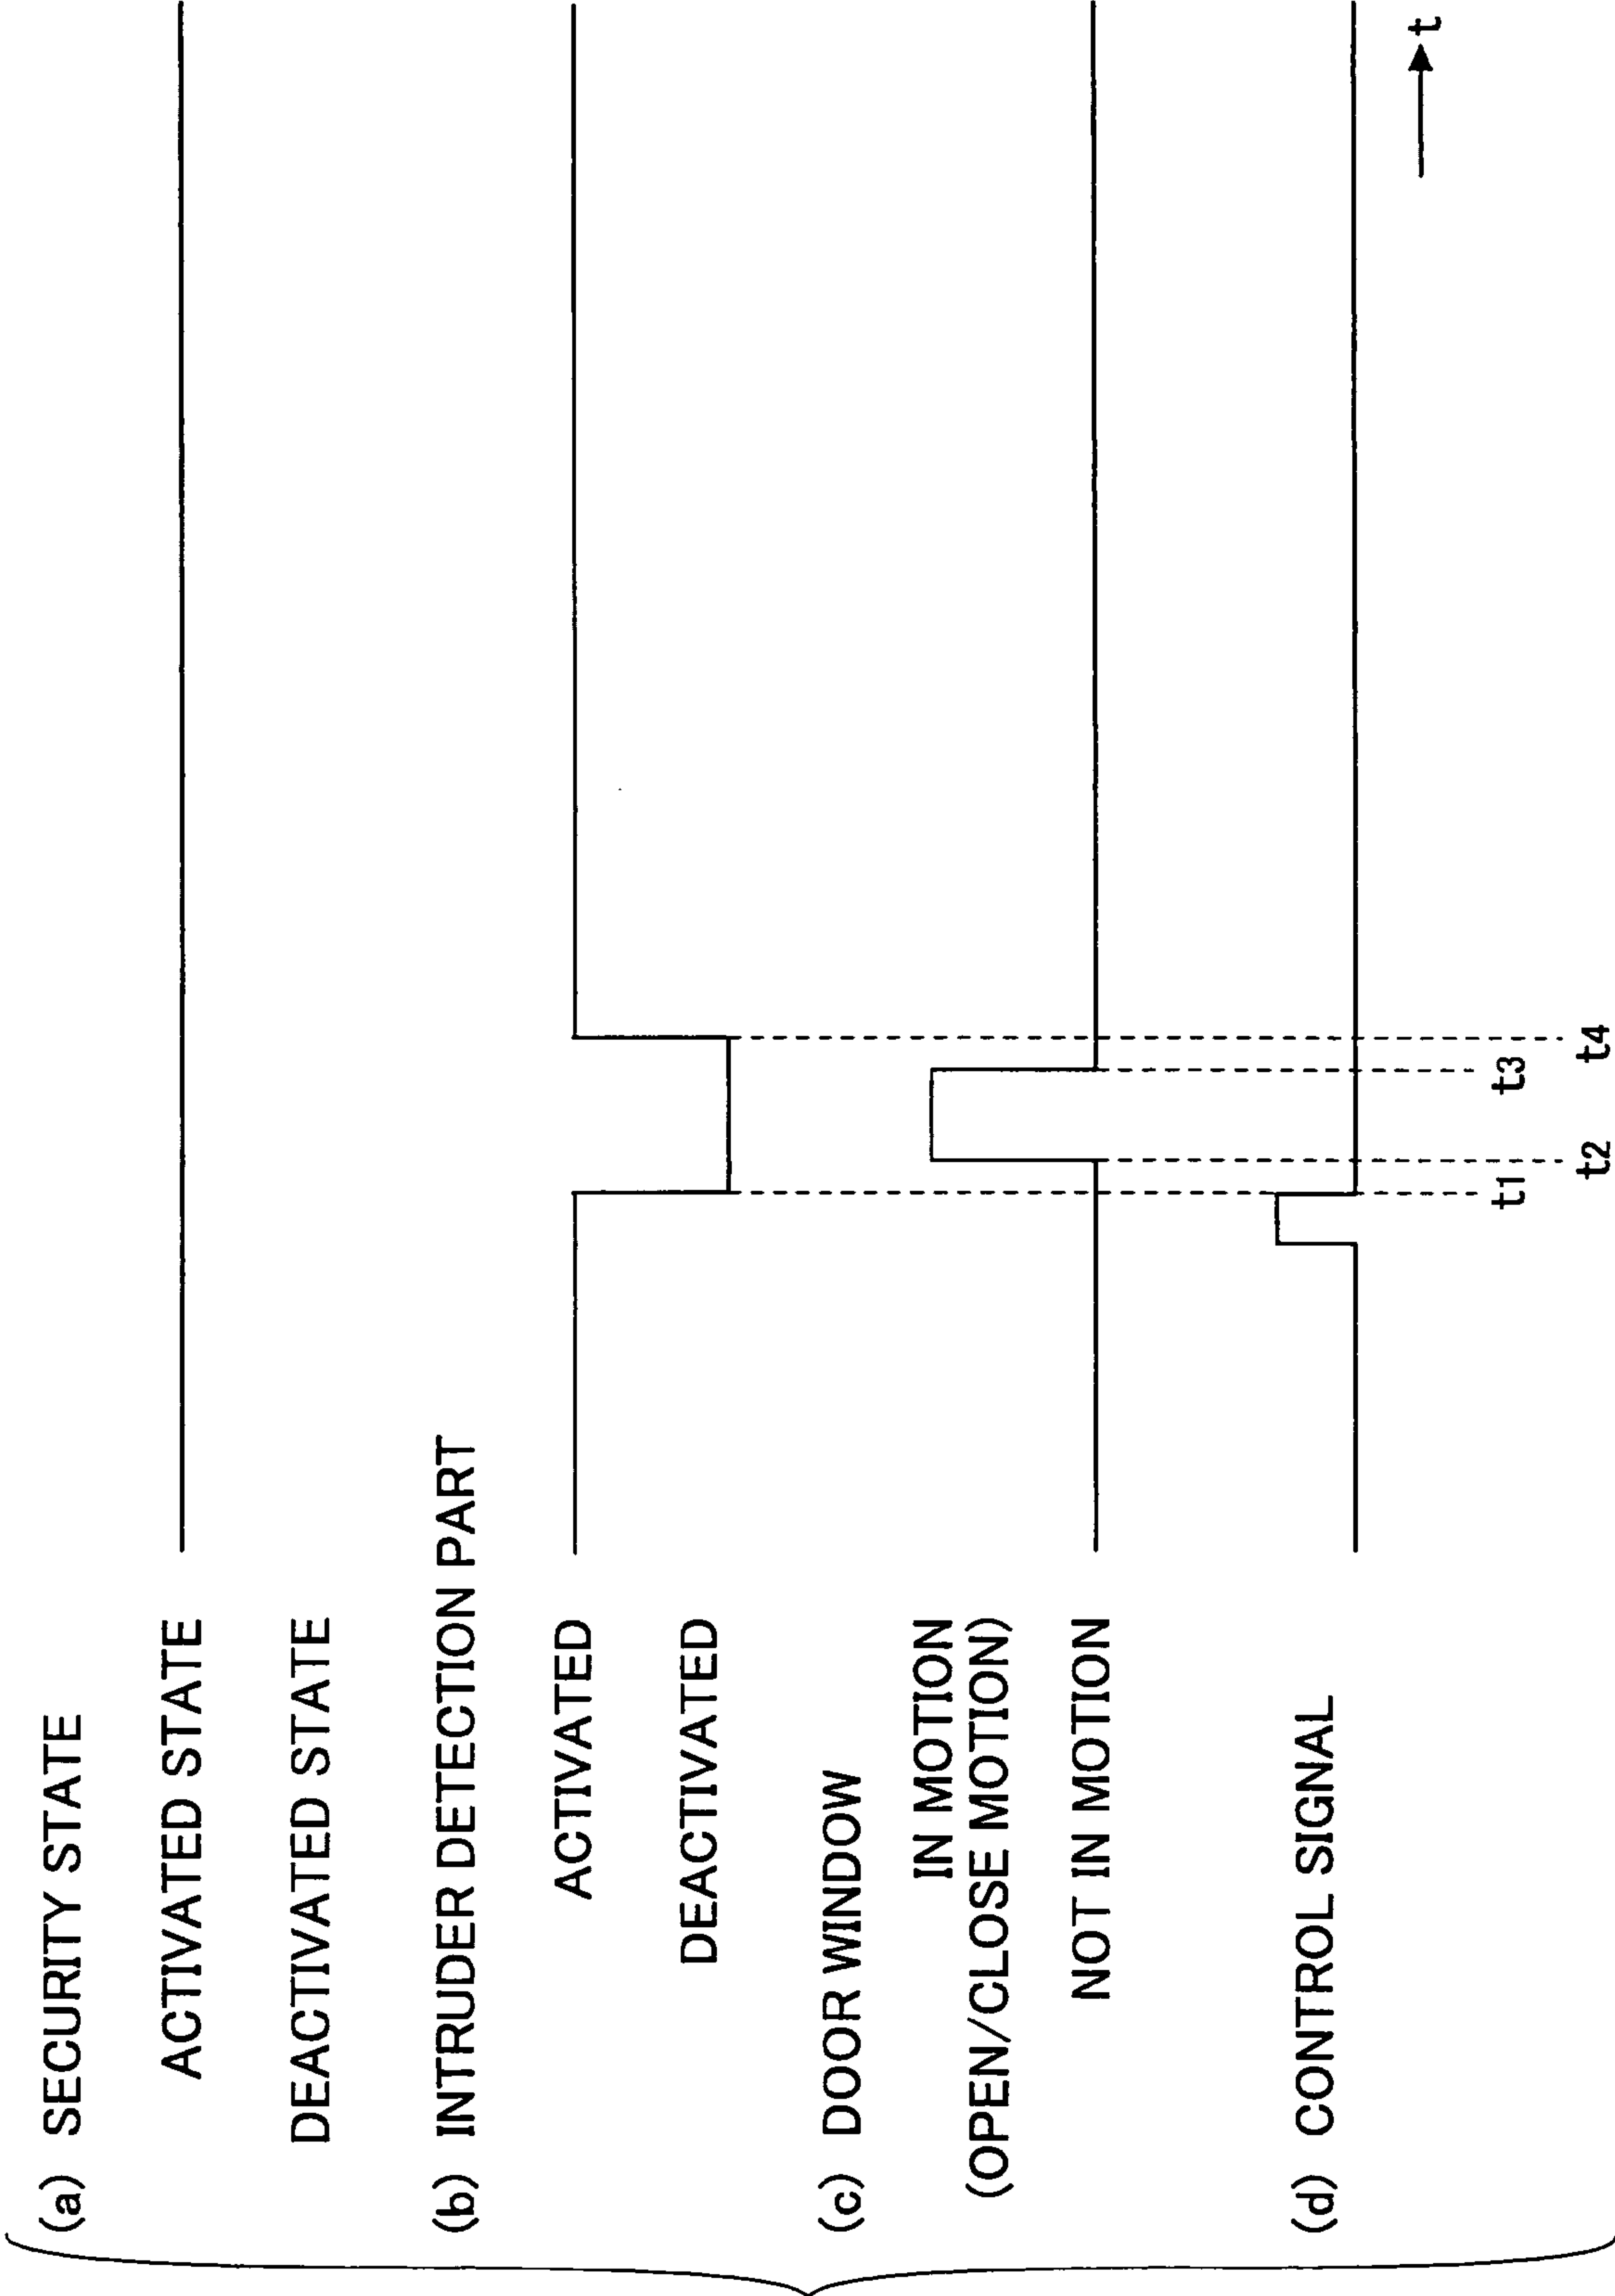 (a) SECURITY STATE
ACTIVATED STATE
DEACTIVATED STATE
(b) INTRUDER DETECTION PART
ACTIVATED
DEACTIVATED
(c) DOOR WINDOW
IN MOTION
(OPEN/CLOSE MOTION)
NOT IN MOTION
(d) CONTROL SIGNAL
t1 t2 t3 t4
t